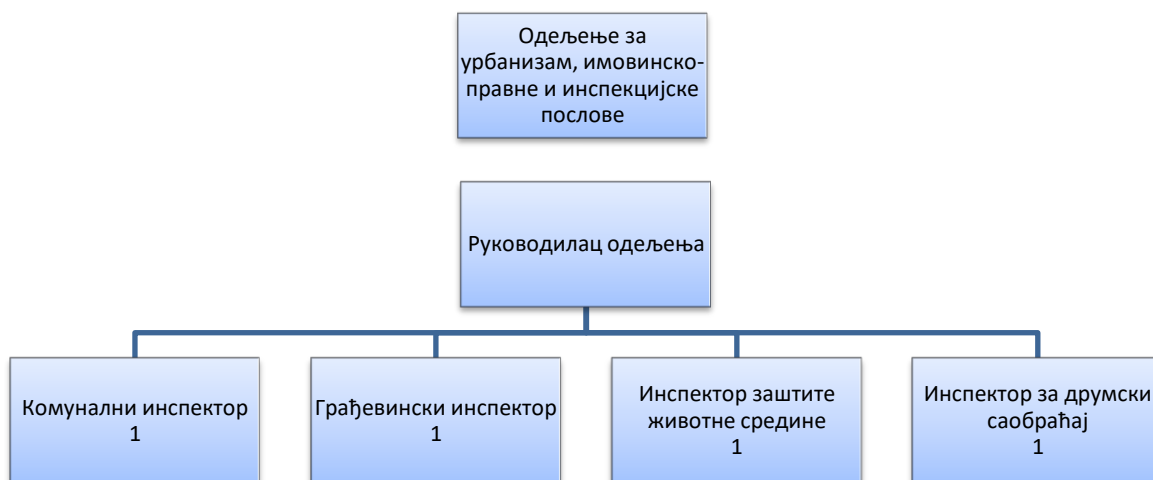 Одељење за
урбанизам, имовинско-
правне и инспекцијске
послове
Руководилац одељења
Комунални инспектор
1
Грађевински инспектор
1
Инспектор заштите
животне средине
1
Инспектор за друмски
саобраћај
1